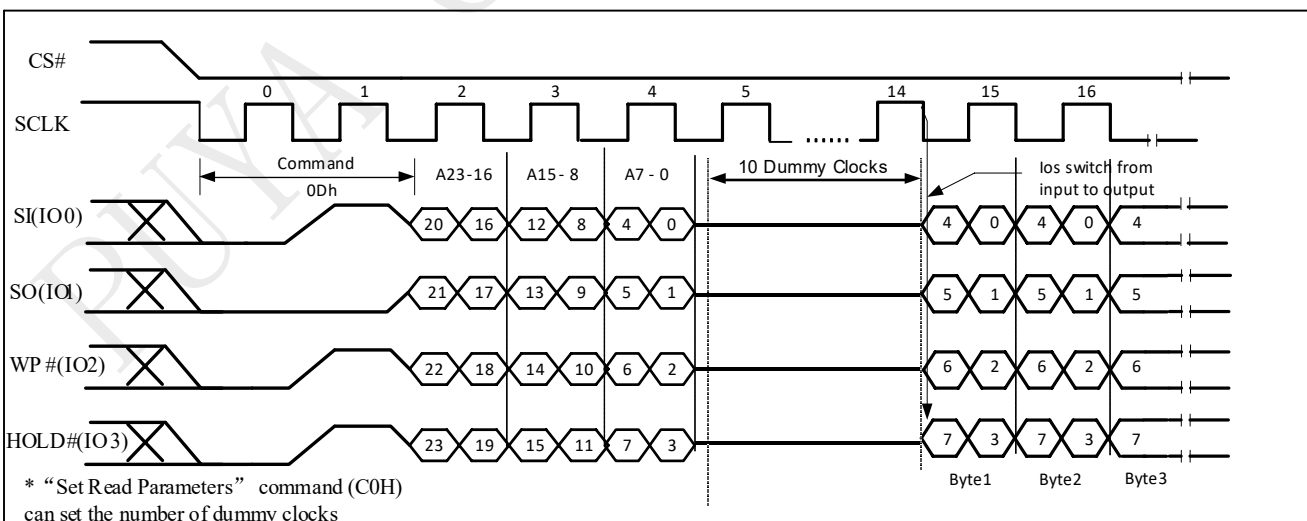 PUYA
CS#
0 1 2 3 4 5 14 15 16
SCLK
Command
0Dh
A23-16 A15-8 A7-0
10 Dummy Clocks
Ios switch from
input to output
SI(IO0) 20 16 12 8 4 0 4 0 4 0 4
SO(IO1) 21 17 13 9 5 1 5 1 5 1 5
WP#(IO2) 22 18 14 10 6 2 6 2 6 2 6
HOLD#(IO3) 23 19 15 11 7 3 7 3 7 3 7
Byte1 Byte2 Byte3
* “Set Read Parameters” command (C0H)
can set the number of dummy clocks